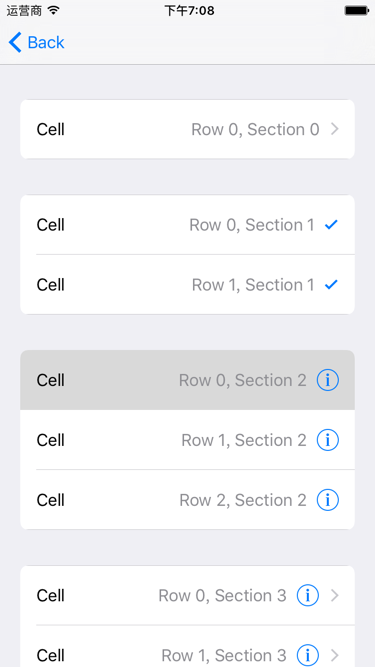 运营商 下午7:08
Back
Cell Row 0, Section 0
Cell Row 0, Section 1
Cell Row 1, Section 1
Cell Row 0, Section 2
Cell Row 1, Section 2
Cell Row 2, Section 2
Cell Row 0, Section 3
Cell Row 1, Section 3